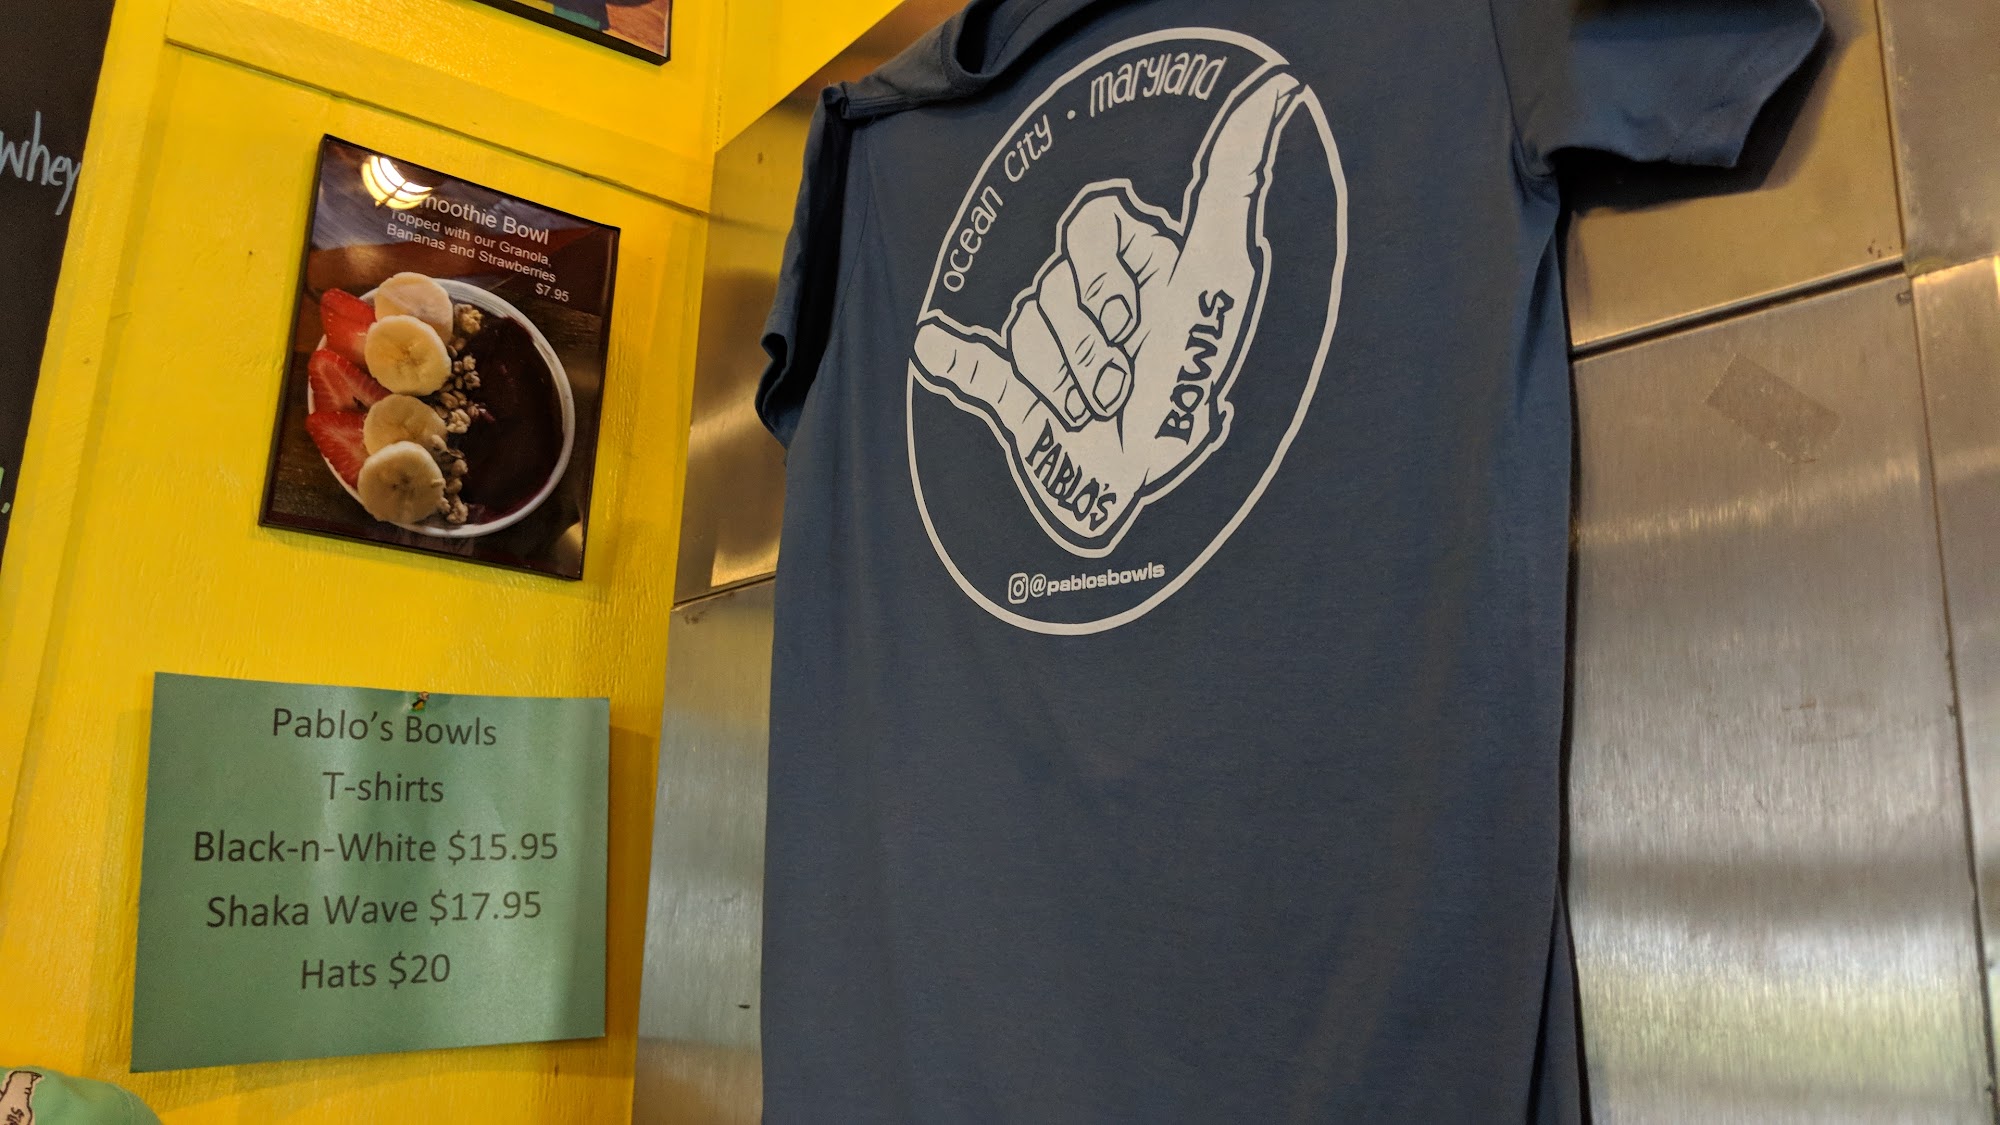 whey
Smoothie Bowl
Topped with our Granola,
Bananas and Strawberries
$7.95
Pablo's Bowls
T-shirts
Black-n-White $15.95
Shaka Wave $17.95
Hats $20
ocean city • maryland
PABLO'S
BOWLS
@pablosbowls